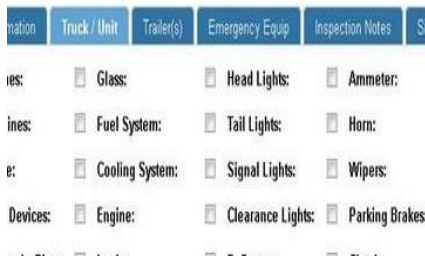 mation Truck / Unit Trailer(s) Emergency Equip Inspection Notes S
nes: Glass: Head Lights: Ammeter:
ines: Fuel System: Tail Lights: Horn:
e: Cooling System: Signal Lights: Wipers:
Devices: Engine: Clearance Lights: Parking Brakes: